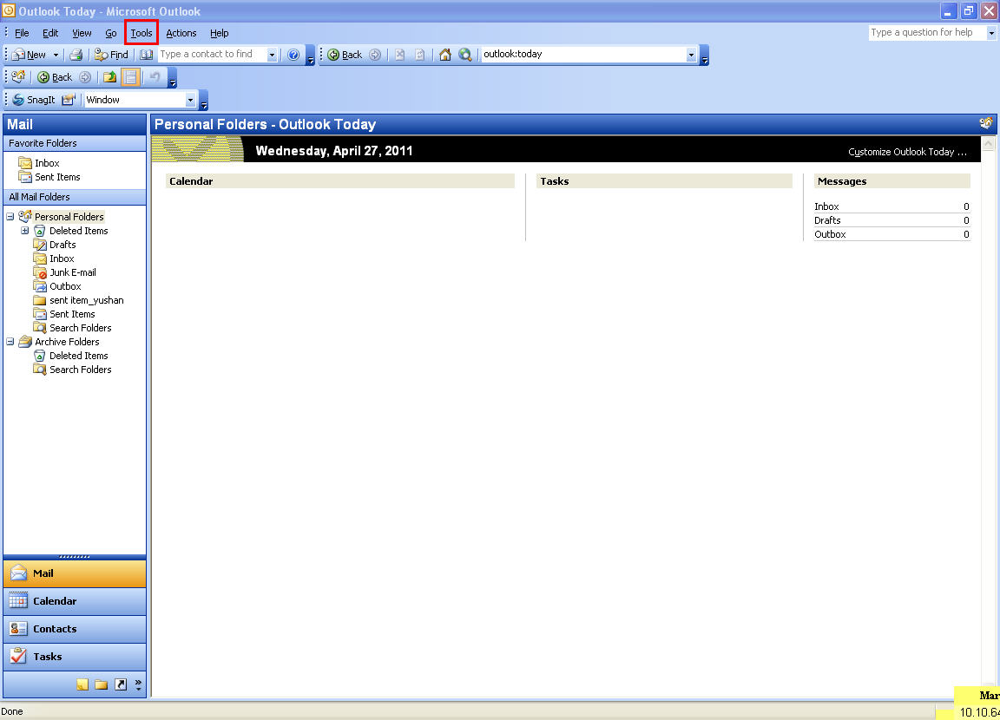 Outlook Today - Microsoft Outlook
File Edit View Go Tools Actions Help
Type a question for help
New Find Type a contact to find Back outlook:today
Back
SnagIt Window
Mail
Personal Folders - Outlook Today
Favorite Folders
Inbox
Sent Items
All Mail Folders
Personal Folders
Deleted Items
Drafts
Inbox
Junk E-mail
Outbox
sent item_yushan
Sent Items
Search Folders
Archive Folders
Deleted Items
Search Folders
Wednesday, April 27, 2011
Customize Outlook Today ...
Calendar
Tasks
Messages
Inbox 0
Drafts 0
Outbox 0
Mail
Calendar
Contacts
Tasks
Done
Mar
10.10.64